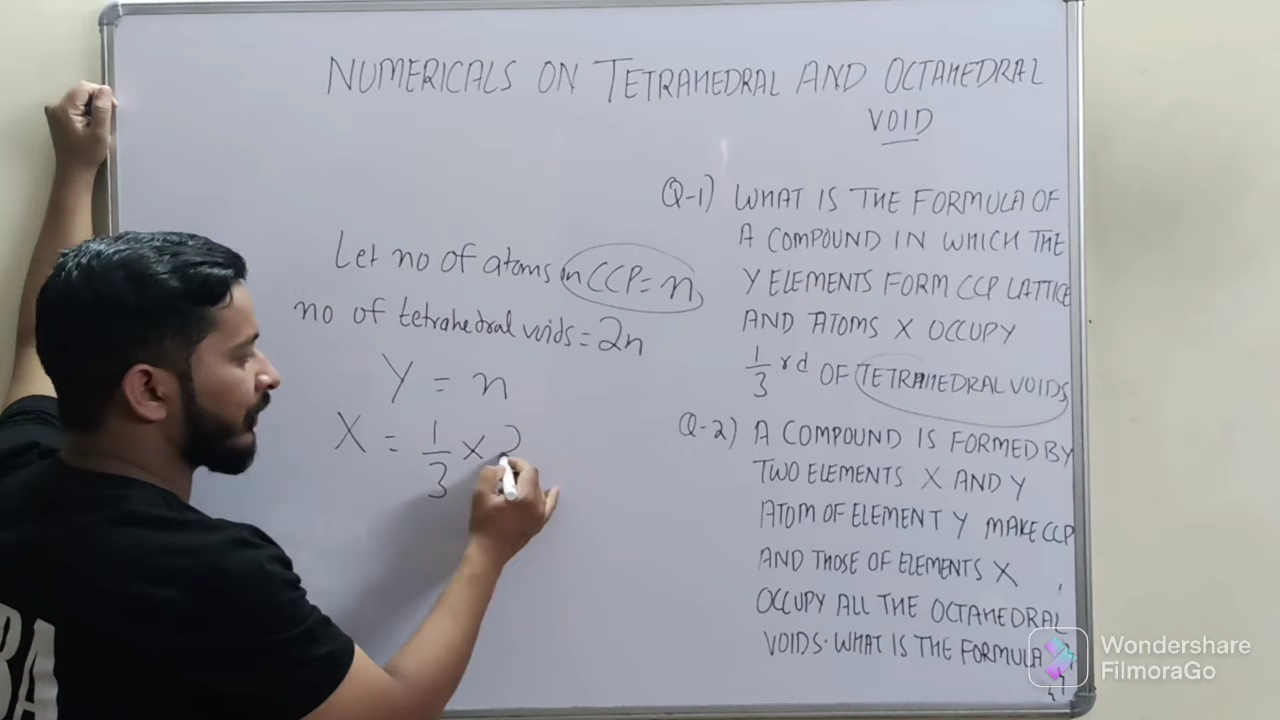 NUMERICALS ON TETRAHEDRAL AND OCTAHEDRAL
VOID
Let no of atoms in CCP = n
no of tetrahedral voids = 2n
Y = n
X = 1/3 × 2
Q-1) WHAT IS THE FORMULA OF
A COMPOUND IN WHICH THE
Y ELEMENTS FORM CCP LATTICE
AND ATOMS X OCCUPY
1/3 rd OF TETRAHEDRAL VOIDS
Q-2) A COMPOUND IS FORMED BY
TWO ELEMENTS X AND Y
ATOM OF ELEMENT Y MAKE CCP
AND THOSE OF ELEMENTS X
OCCUPY ALL THE OCTAHEDRAL
VOIDS. WHAT IS THE FORMULA
Wondershare
FilmoraGo